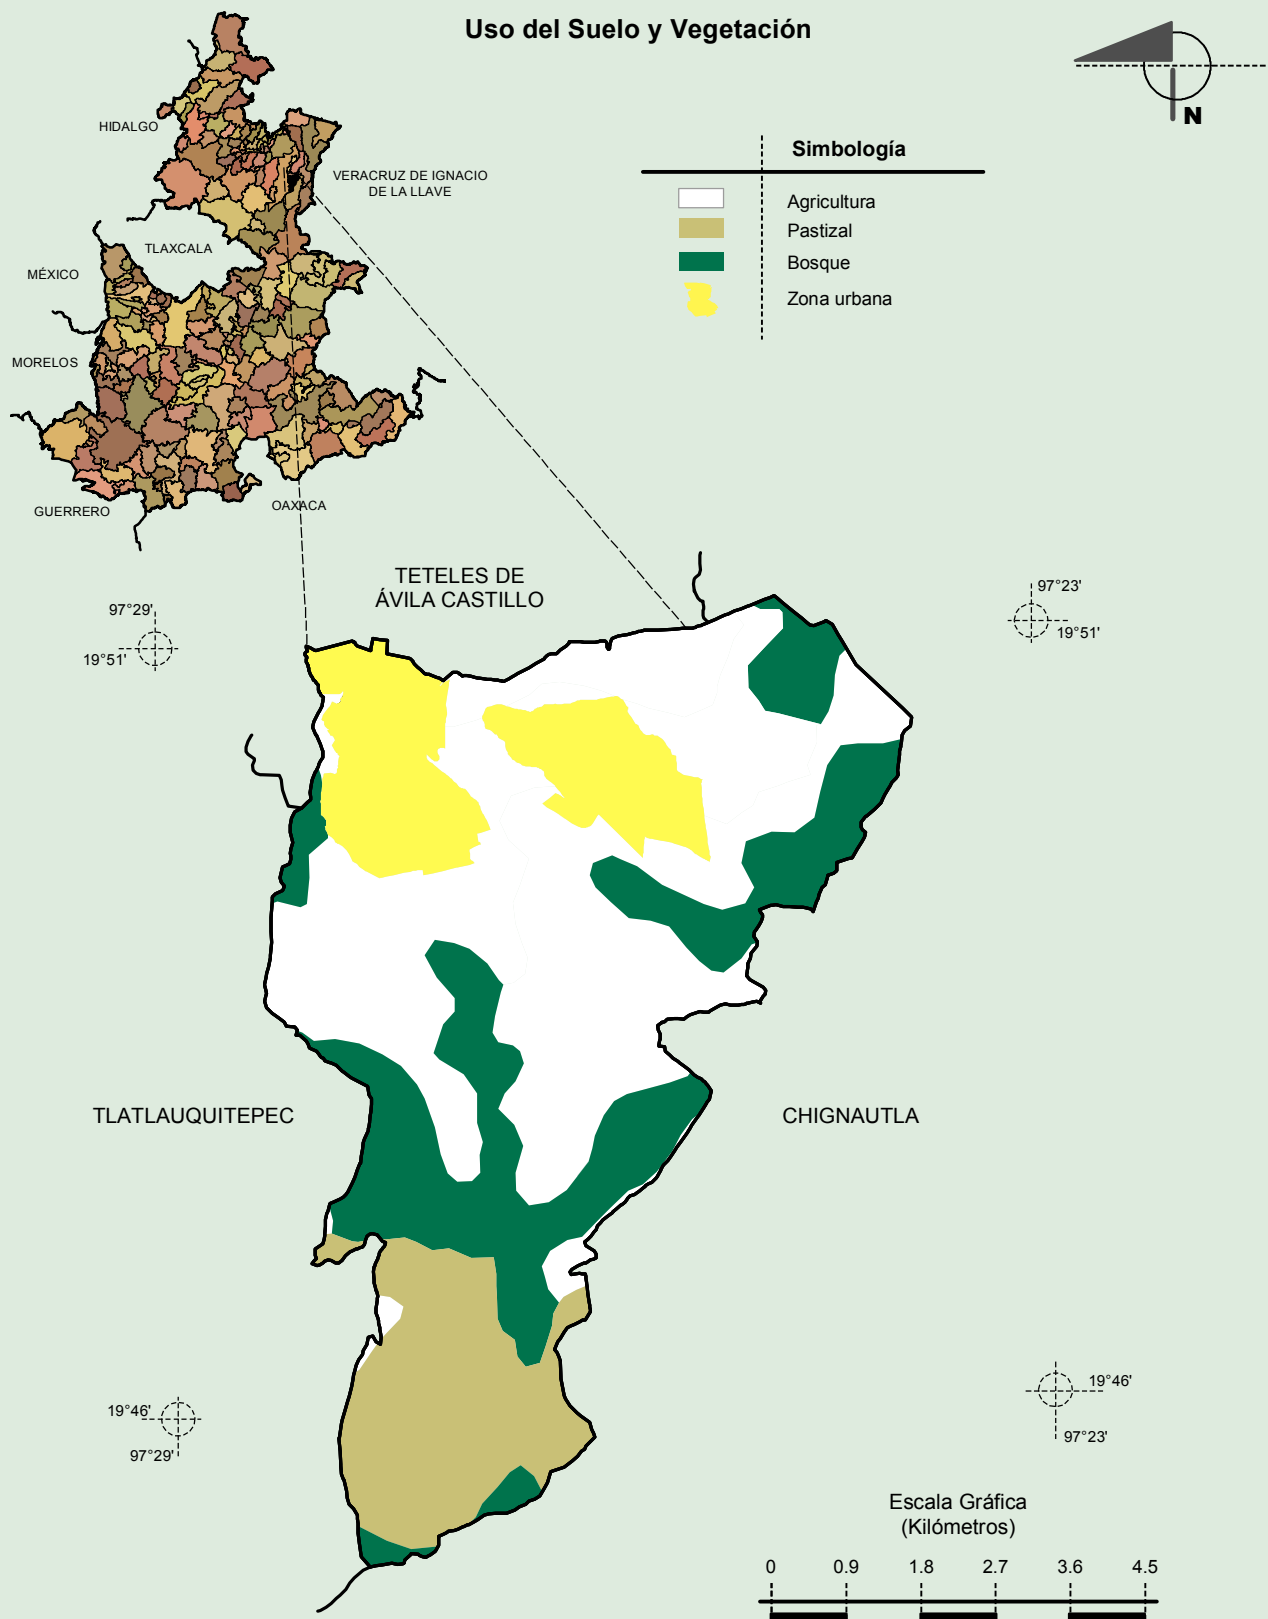 Uso del Suelo y Vegetación
N
HIDALGO
VERACRUZ DE IGNACIO
DE LA LLAVE
TLAXCALA
MÉXICO
MORELOS
GUERRERO
OAXACA
Simbología
Agricultura
Pastizal
Bosque
Zona urbana
TETELES DE
ÁVILA CASTILLO
97°29'
19°51'
97°23'
19°51'
TLATLAUQUITEPEC
CHIGNAUTLA
19°46'
97°29'
19°46'
97°23'
Escala Gráfica
(Kilómetros)
0 0.9 1.8 2.7 3.6 4.5